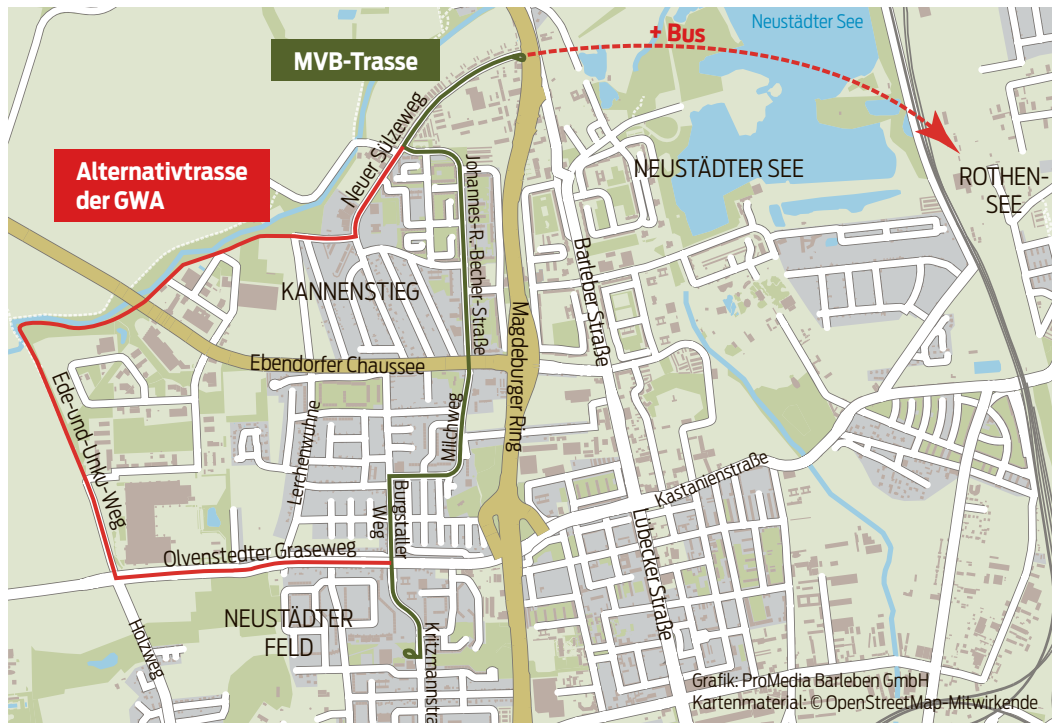 Neustädter See
+ Bus
MVB-Trasse
Alternativtrasse
der GWA
Neuer Sülzeweg
Johannes-R.-Becher-Straße
NEUSTÄDTER SEE
ROTHEN-
SEE
KANNENSTIEG
Barleber Straße
Magdeburger Ring
Ebendorfer Chaussee
Ede-und-Unku-Weg
Lerchenwuhne
Milchweg
Kastanienstraße
Burgstaller
Weg
Lübecker Straße
Olvenstedter Graseweg
NEUSTÄDTER
FELD
Holzweg
Kritzmannstra
Grafik: ProMedia Barleben GmbH
Kartenmaterial: © OpenStreetMap-Mitwirkende